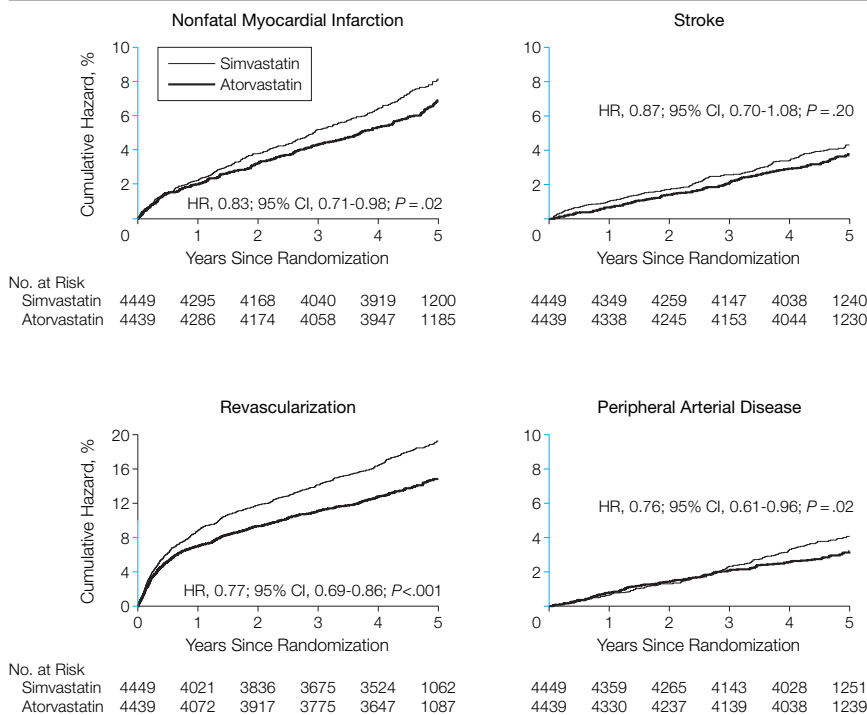 Nonfatal Myocardial Infarction
10
8
6
4
2
0
Cumulative Hazard, %
Simvastatin
Atorvastatin
HR, 0.83; 95% CI, 0.71-0.98; P = .02
1 2 3 4 5
Years Since Randomization
No. at Risk
Simvastatin 4449 4295 4168 4040 3919 1200
Atorvastatin 4439 4286 4174 4058 3947 1185
Stroke
10
8
6
4
2
0
HR, 0.87; 95% CI, 0.70-1.08; P = .20
1 2 3 4 5
Years Since Randomization
4449 4349 4259 4147 4038 1240
4439 4338 4245 4153 4044 1230
Revascularization
20
16
12
8
4
0
Cumulative Hazard, %
HR, 0.77; 95% CI, 0.69-0.86; P<.001
0 1 2 3 4 5
Years Since Randomization
No. at Risk
Simvastatin 4449 4021 3836 3675 3524 1062
Atorvastatin 4439 4072 3917 3775 3647 1087
Peripheral Arterial Disease
10
8
6
4
2
0
HR, 0.76; 95% CI, 0.61-0.96; P = .02
1 2 3 4 5
Years Since Randomization
4449 4359 4265 4143 4028 1251
4439 4330 4237 4139 4038 1239